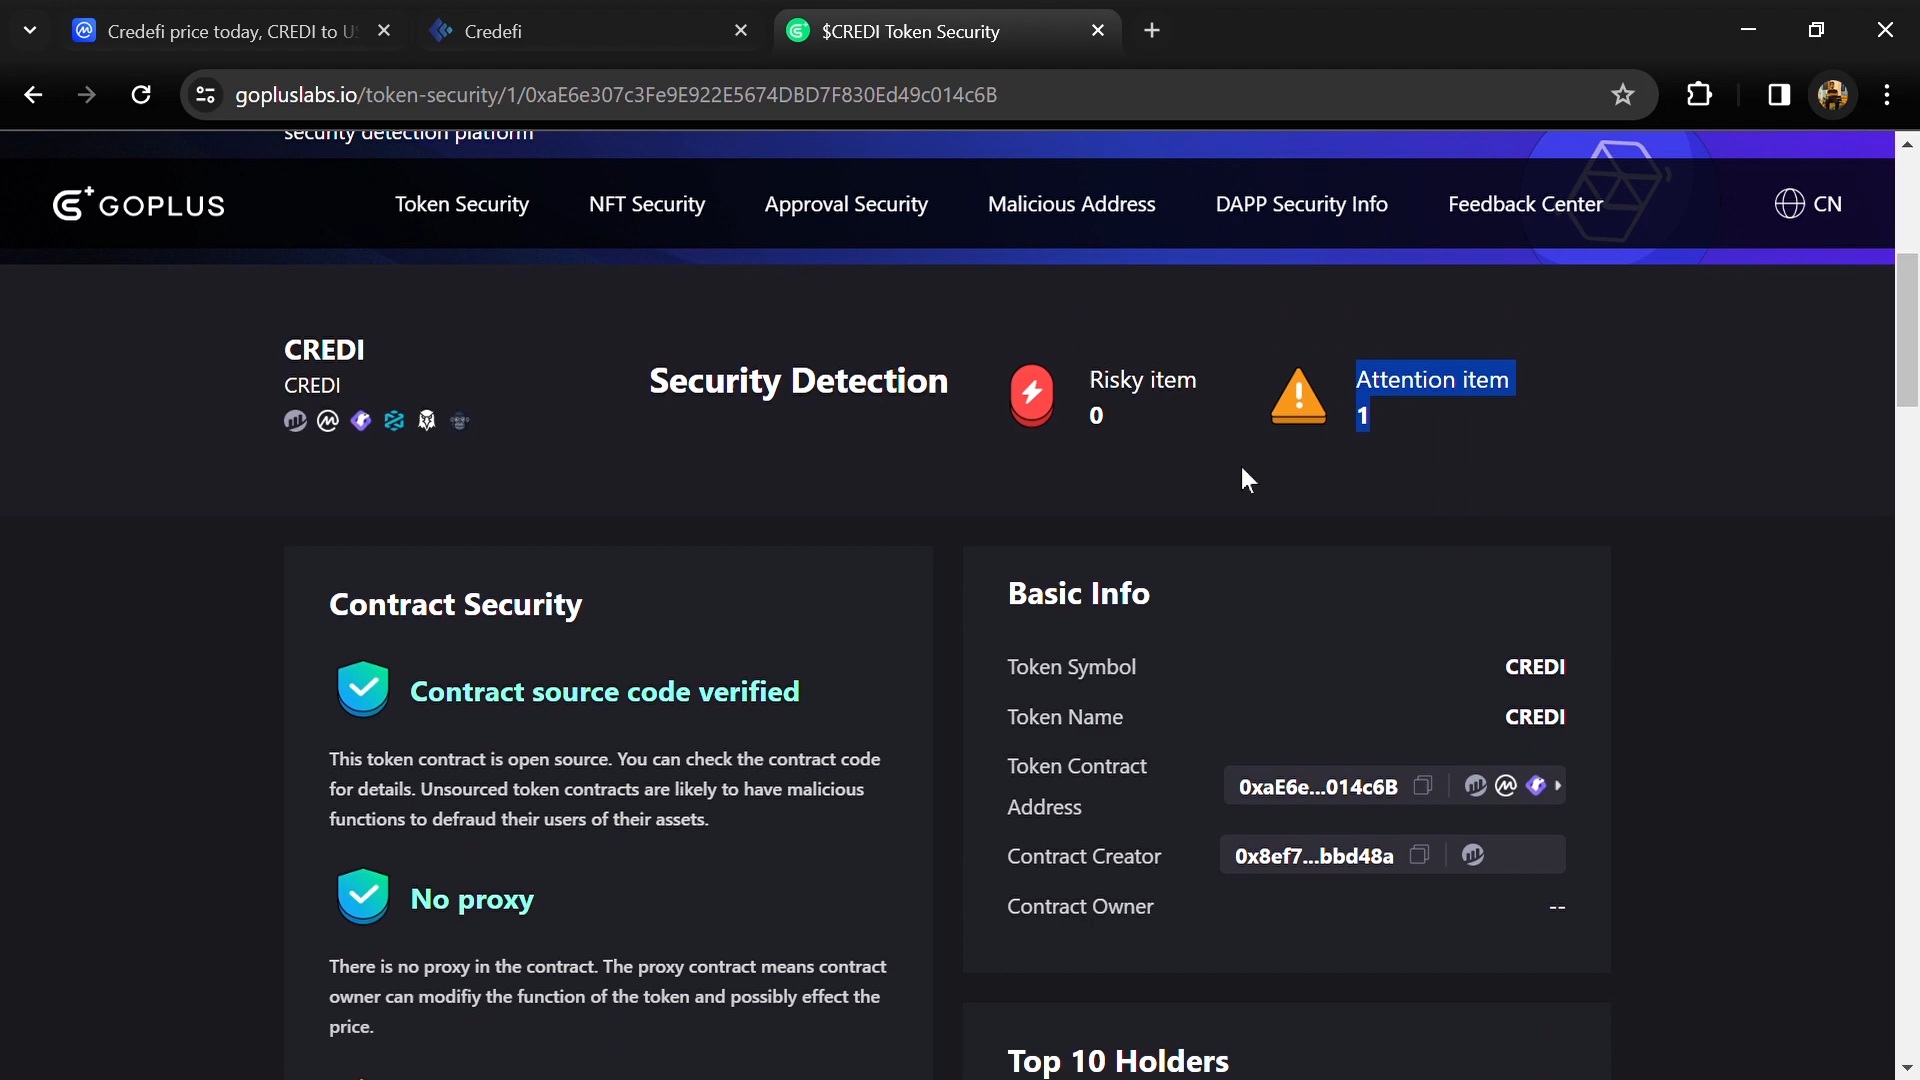 Credefi price today, CREDI to U
Credefi
$CREDI Token Security
gopluslabs.io/token-security/1/0xaE6e307c3Fe9E922E5674DBD7F830Ed49c014c6B
security detection platform
GOPLUS
Token Security
NFT Security
Approval Security
Malicious Address
DAPP Security Info
Feedback Center
CN
CREDI
CREDI
Security Detection
Risky item
0
Attention item
1
Contract Security
Contract source code verified
This token contract is open source. You can check the contract code
for details. Unsourced token contracts are likely to have malicious
functions to defraud their users of their assets.
No proxy
There is no proxy in the contract. The proxy contract means contract
owner can modifiy the function of the token and possibly effect the
price.
Basic Info
Token Symbol CREDI
Token Name CREDI
Token Contract
Address
0xaE6e...014c6B
Contract Creator 0x8ef7...bbd48a
Contract Owner --
Top 10 Holders